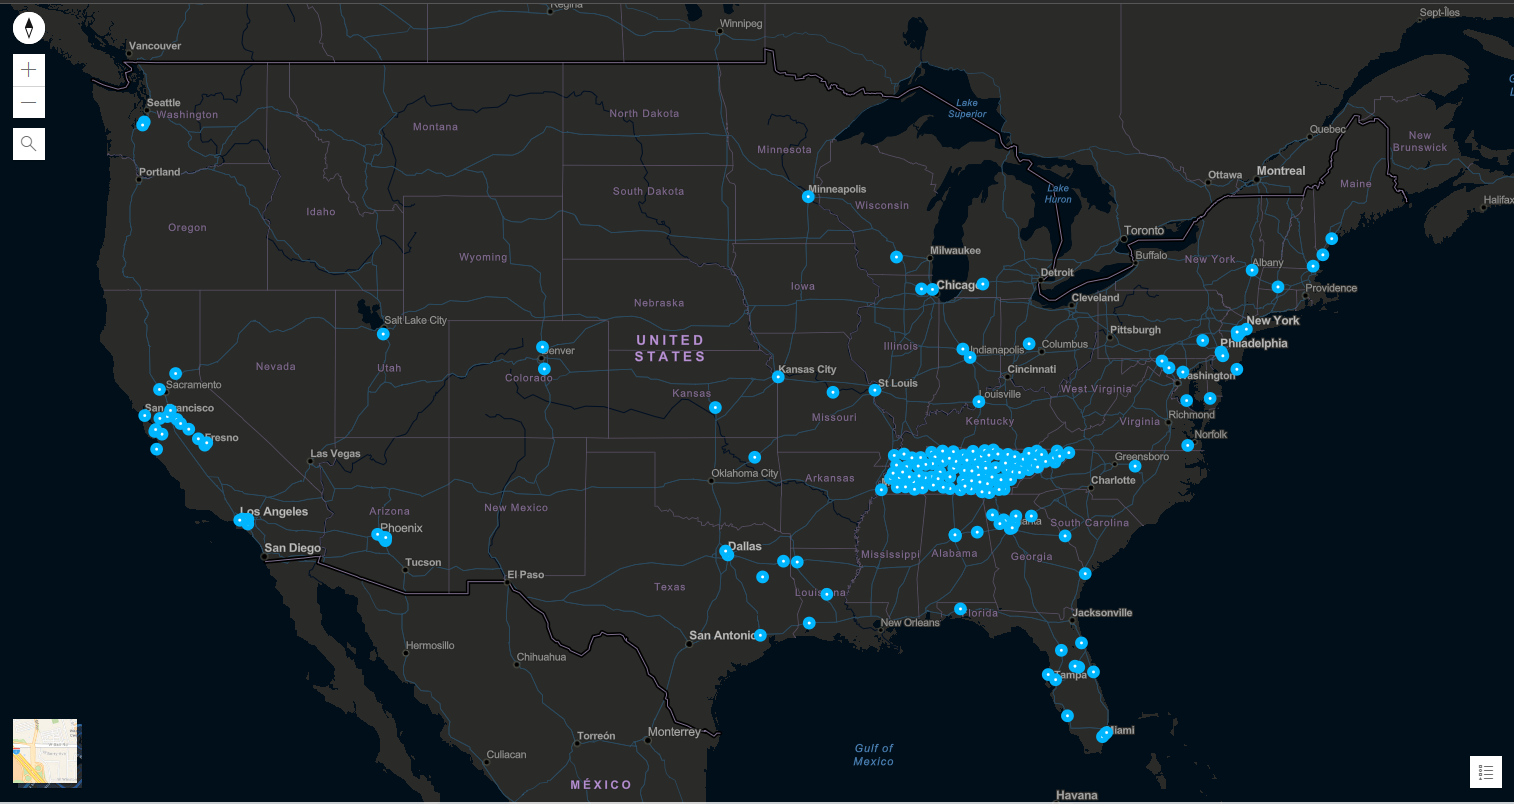 Regina
Winnipeg
Sept-Îles
Vancouver
Seattle
Washington
Lake
Superior
North Dakota
Montana
Quebec
New
Brunswick
Minnesota
Portland
Ottawa
Montreal
Minneapolis
Maine
South Dakota
Lake
Huron
Wisconsin
Halifax
Idaho
Oregon
Toronto
Milwaukee
Buffalo
New York
Albany
Wyoming
Detroit
Chicago
Iowa
Providence
Cleveland
Nebraska
Salt Lake City
New York
Pittsburgh
UNITED
STATES
Philadelphia
Illinois
Indianapolis
Columbus
Denver
Nevada
Utah
Kansas City
Cincinnati
Washington
Colorado
Sacramento
St Louis
West Virginia
Kansas
Louisville
San Francisco
Missouri
Richmond
Kentucky
Virginia
Norfolk
Fresno
Las Vegas
Greensboro
Oklahoma City
Arkansas
Charlotte
Los Angeles
Arizona
New Mexico
Phoenix
South Carolina
San Diego
Dallas
Mississippi
Alabama
Georgia
Tucson
El Paso
Texas
Louisiana
Florida
Jacksonville
New Orleans
San Antonio
Hermosillo
Chihuahua
Tampa
Miami
Monterrey
Torreón
Gulf of
Mexico
Culiacan
MÉXICO
Havana